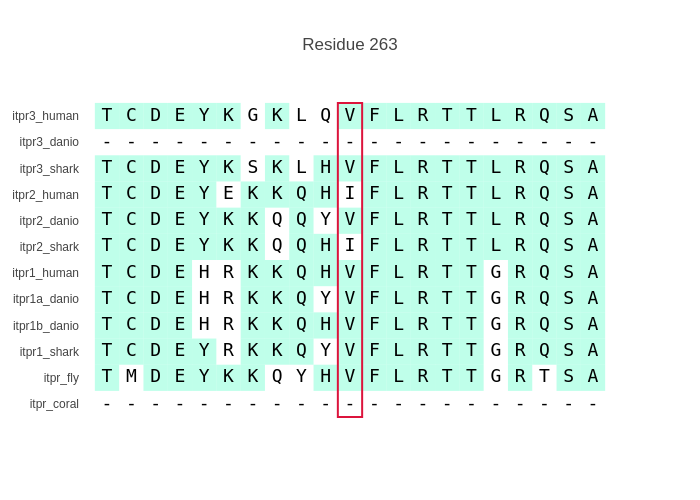 Residue 263
itpr3_human T C D E Y K G K L Q V F L R T T L R Q S A
itpr3_danio - - - - - - - - - - - - - - - - - - - - -
itpr3_shark T C D E Y K S K L H V F L R T T L R Q S A
itpr2_human T C D E Y E K K Q H I F L R T T L R Q S A
itpr2_danio T C D E Y K K Q Q Y V F L R T T L R Q S A
itpr2_shark T C D E Y K K Q Q H I F L R T T L R Q S A
itpr1_human T C D E H R K K Q H V F L R T T G R Q S A
itpr1a_danio T C D E H R K K Q Y V F L R T T G R Q S A
itpr1b_danio T C D E H R K K Q H V F L R T T G R Q S A
itpr1_shark T C D E Y R K K Q Y V F L R T T G R Q S A
itpr_fly T M D E Y K K Q Y H V F L R T T G R T S A
itpr_coral - - - - - - - - - - - - - - - - - - - - -